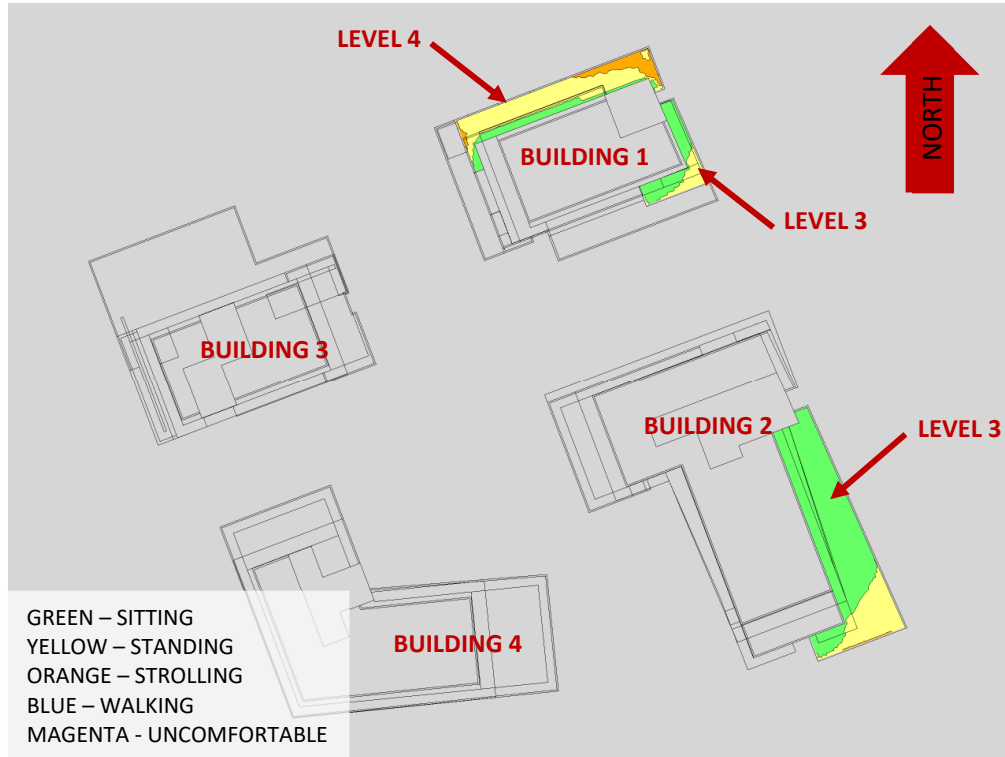 LEVEL 4
NORTH
BUILDING 1
LEVEL 3
BUILDING 3
BUILDING 2
LEVEL 3
BUILDING 4
GREEN – SITTING
YELLOW – STANDING
ORANGE – STROLLING
BLUE – WALKING
MAGENTA - UNCOMFORTABLE